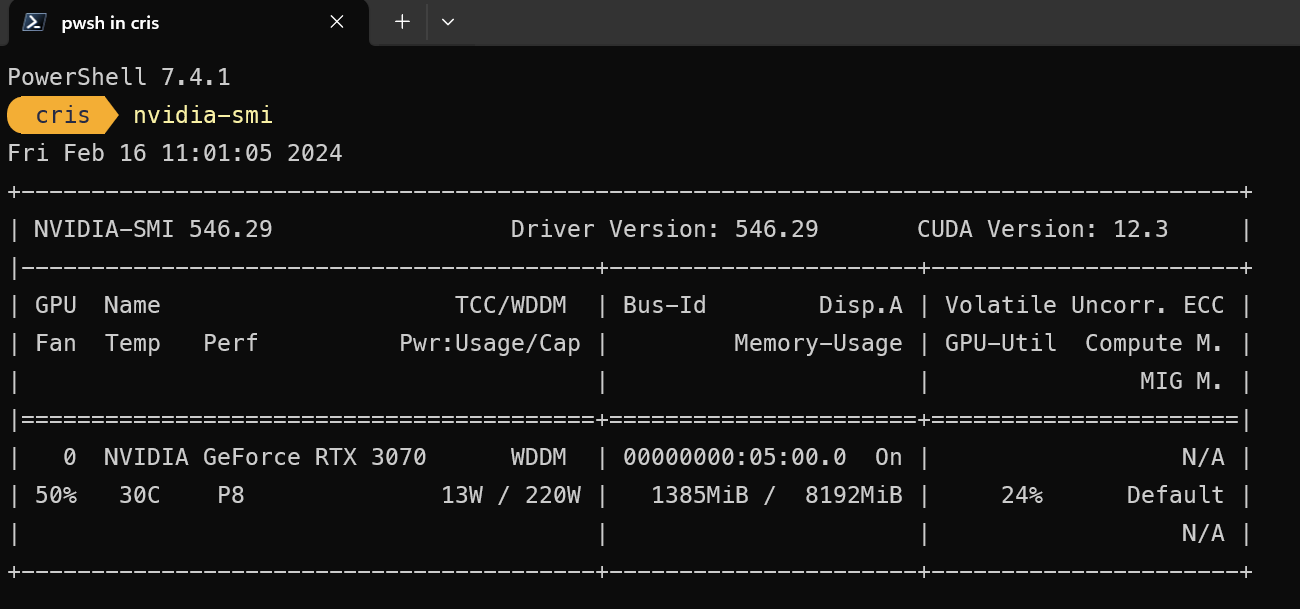 pwsh in cris
PowerShell 7.4.1
cris nvidia-smi
Fri Feb 16 11:01:05 2024
+---------------------------------------------------------------------------------------+
| NVIDIA-SMI 546.29                 Driver Version: 546.29       CUDA Version: 12.3     |
|-----------------------------------------+----------------------+----------------------+
| GPU  Name                     TCC/WDDM  | Bus-Id        Disp.A | Volatile Uncorr. ECC |
| Fan  Temp   Perf          Pwr:Usage/Cap |         Memory-Usage | GPU-Util  Compute M. |
|                                         |                      |               MIG M. |
|=========================================+======================+======================|
|   0  NVIDIA GeForce RTX 3070      WDDM  | 00000000:05:00.0  On |                  N/A |
| 50%   30C    P8              13W / 220W |   1385MiB /  8192MiB |     24%      Default |
|                                         |                      |                  N/A |
+-----------------------------------------+----------------------+----------------------+